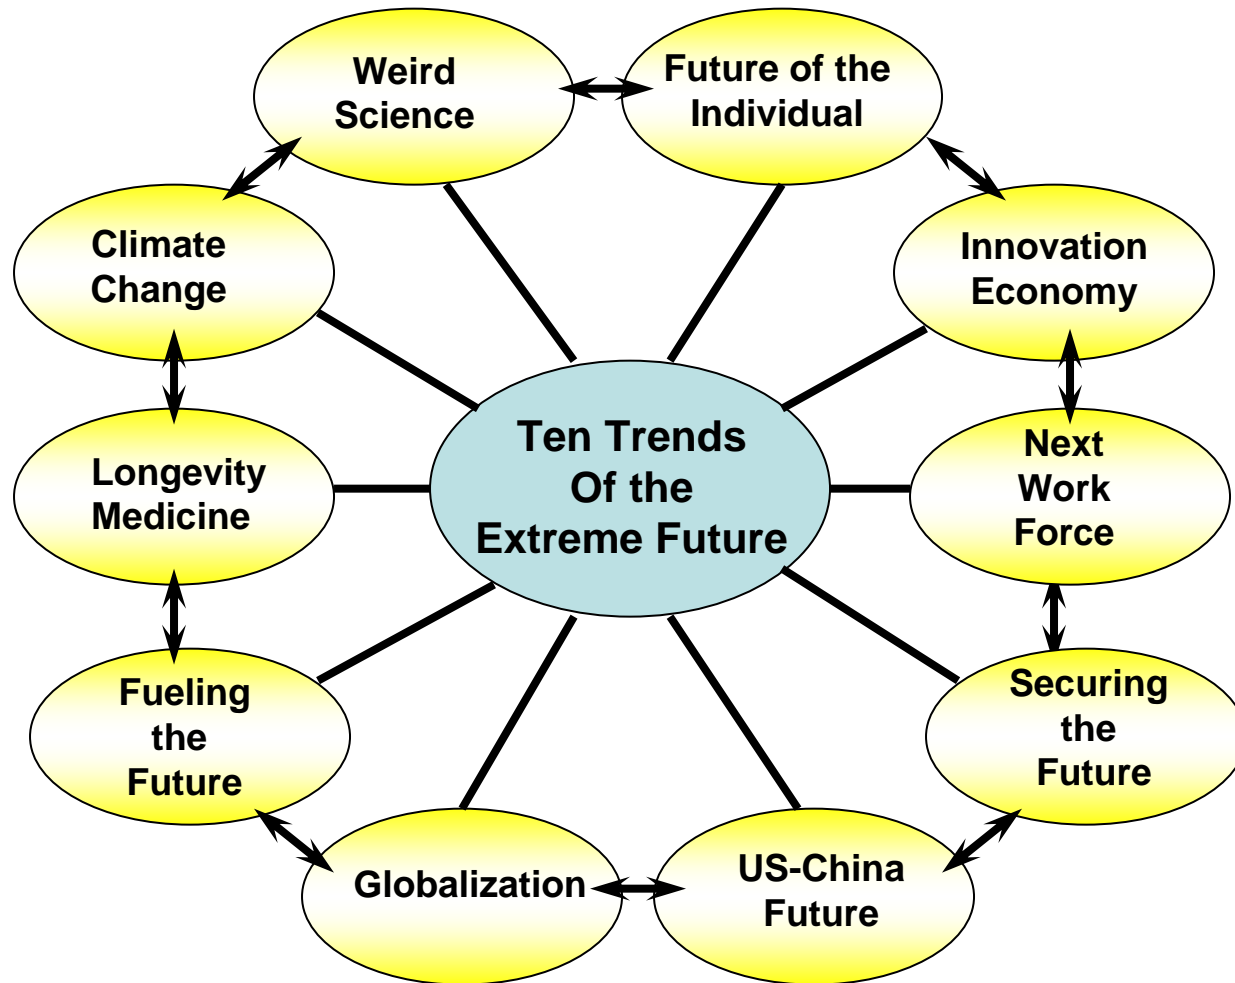 Weird
Science
Future of the
Individual
Climate
Change
Innovation
Economy
Ten Trends
Of the
Extreme Future
Longevity
Medicine
Next
Work
Force
Fueling
the
Future
Securing
the
Future
Globalization
US-China
Future